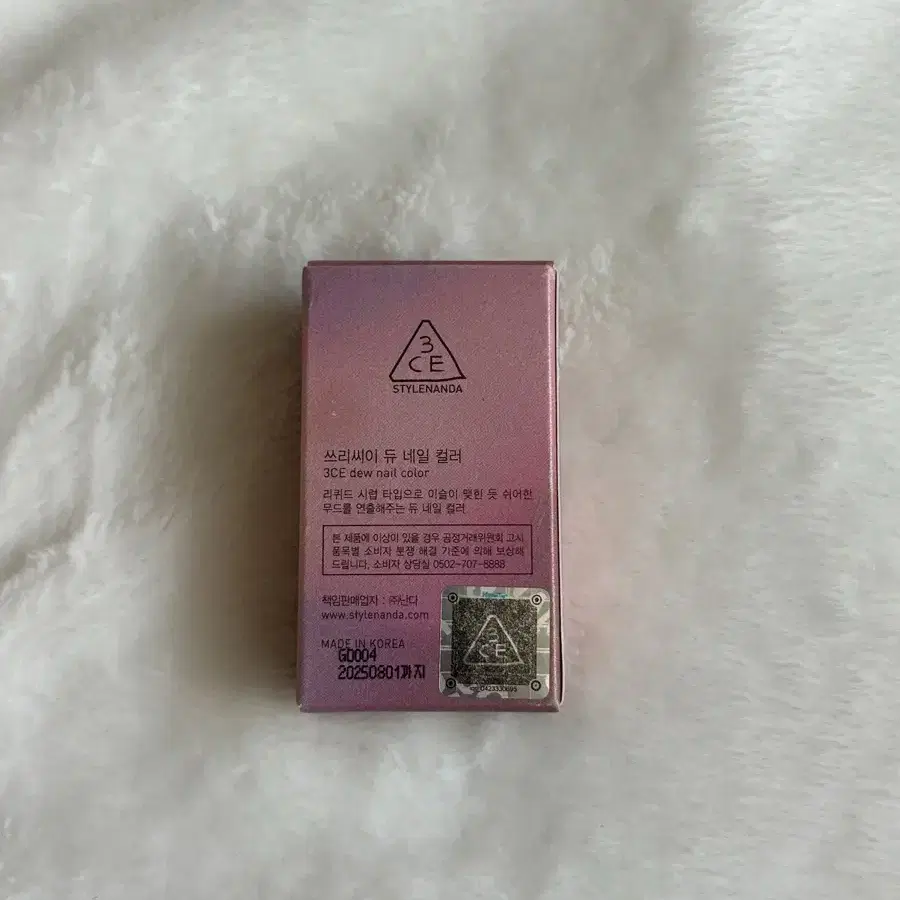 3
CE
STYLENANDA
쓰리씨이 듀 네일 컬러
3CE dew nail color
리퀴드 시럽 타입으로 이슬이 맺힌 듯 쉬어한
무드를 연출해주는 듀 네일 컬러
본 제품에 이상이 있을 경우 공정거래위원회 고시
품목별 소비자 분쟁 해결 기준에 의해 보상해
드립니다. 소비자 상담실 0502-707-8888
책임판매업자 : ㈜난다
www.stylenanda.com
MADE IN KOREA
GD004
20250801까지
3
CE